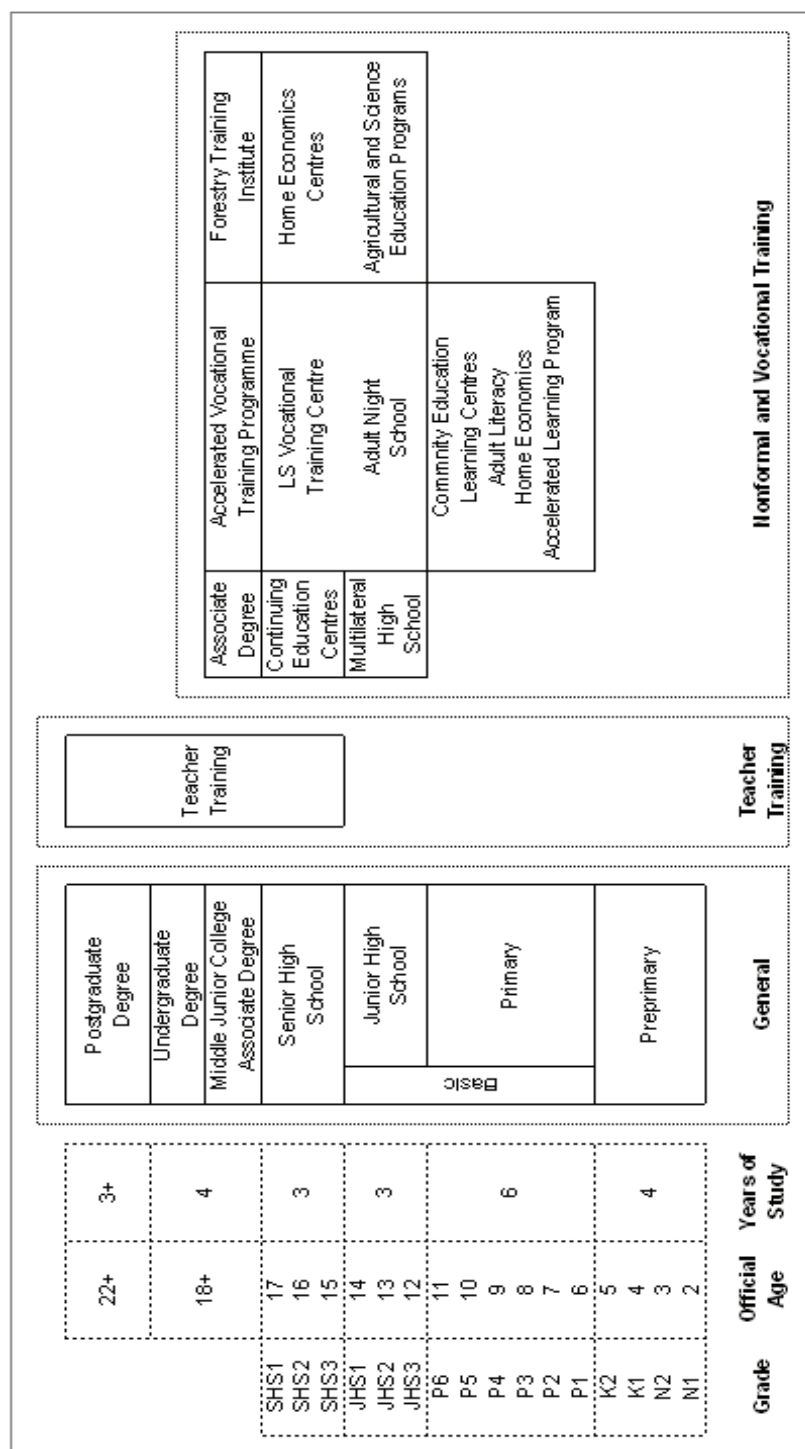 22+
3+
Postgraduate
Degree
Teacher
Training
18+
4
Undergraduate
Degree
Middle Junior College
Associate Degree
Associate
Degree
Accelerated Vocational
Training Programme
Forestry Training
Institute
SHS1
17
SHS2
16
SHS3
15
3
Senior High
School
Continuing
Education
Centres
LS Vocational
Training Centre
Home Economics
Centres
JHS1
14
JHS2
13
JHS3
12
3
Junior High
School
Multilateral
High
School
Adult Night
School
Agricultural and Science
Education Programs
P6
11
P5
10
P4
9
P3
8
P2
7
P1
6
6
Basic
Primary
Commnity Education
Learning Centres
Adult Literacy
Home Economics
Accelerated Learning Program
K2
5
K1
4
N2
3
N1
2
4
Preprimary
Grade
Official
Age
Years of
Study
General
Teacher
Training
Nonformal and Vocational Training